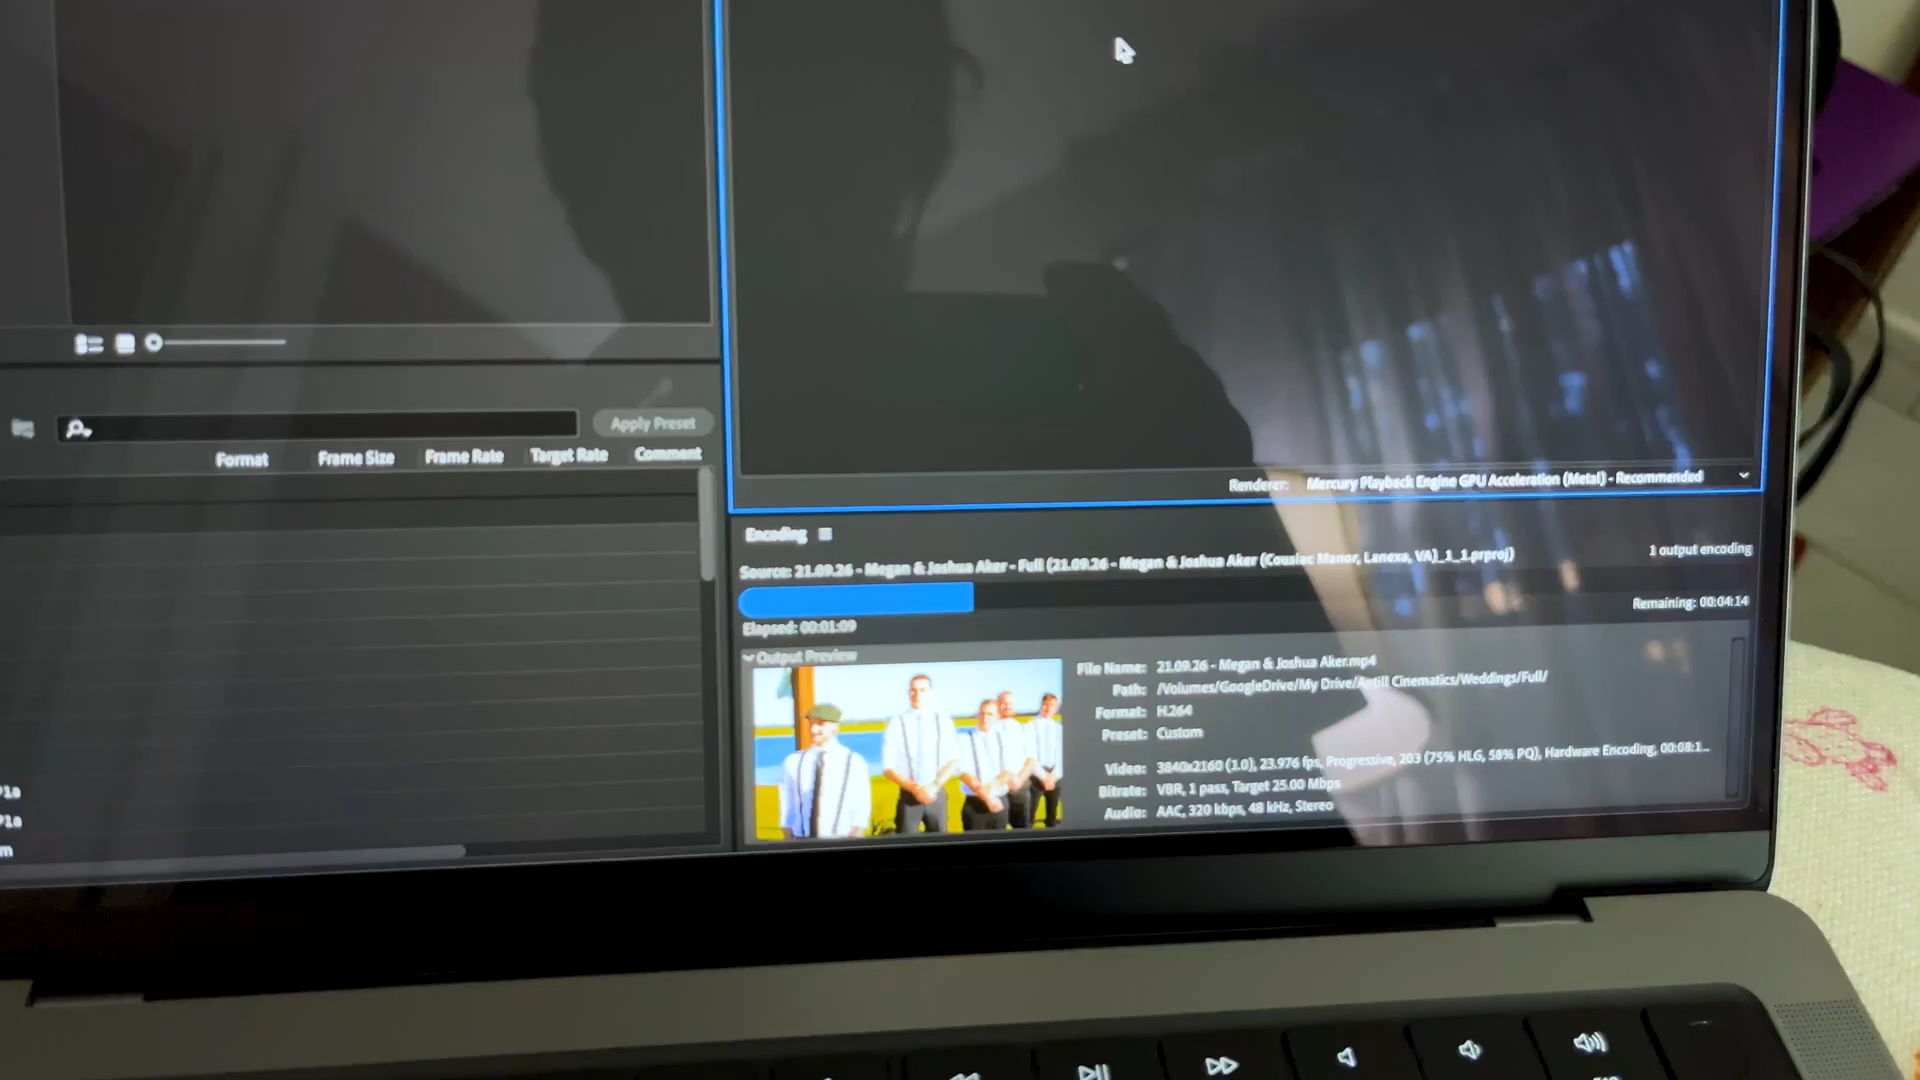 Apply Preset
Format Frame Size Frame Rate Target Rate Comment
Renderer: Mercury Playback Engine GPU Acceleration (Metal) - Recommended
Encoding
1 output encoding
Source: 21.09.26 - Megan & Joshua Aker - Full (21.09.26 - Megan & Joshua Aker (Cousiac Manor, Lanexa, VA)_1_1.prproj)
Remaining: 00:04:14
Elapsed: 00:01:09
Output Preview
File Name: 21.09.26 - Megan & Joshua Aker.mp4
Path: /Volumes/GoogleDrive/My Drive/Antill Cinematics/Weddings/Full/
Format: H.264
Preset: Custom
Video: 3840x2160 (1.0), 23.976 fps, Progressive, 203 (75% HLG, 58% PQ), Hardware Encoding, 00:08:1...
Bitrate: VBR, 1 pass, Target 25.00 Mbps
Audio: AAC, 320 kbps, 48 kHz, Stereo
Pla
Pla
m